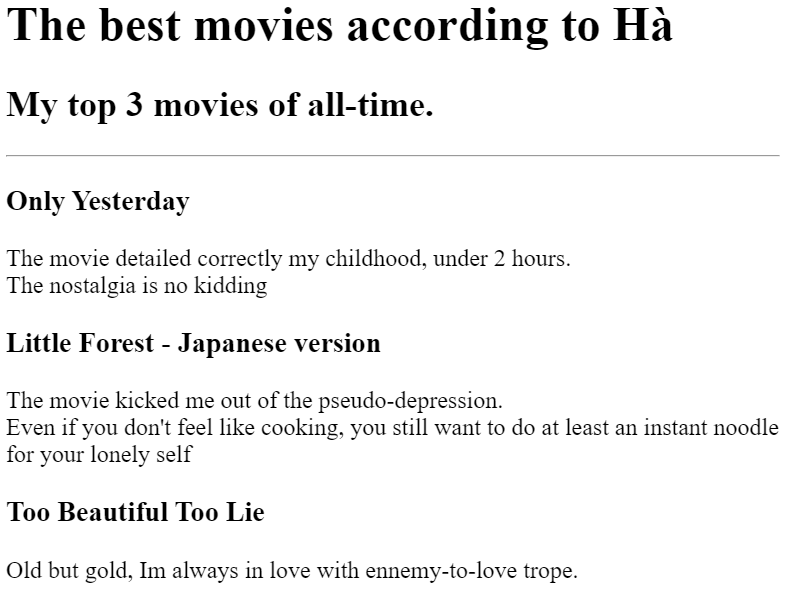 The best movies according to Hà
My top 3 movies of all-time.
Only Yesterday
The movie detailed correctly my childhood, under 2 hours.
The nostalgia is no kidding
Little Forest - Japanese version
The movie kicked me out of the pseudo-depression.
Even if you don't feel like cooking, you still want to do at least an instant noodle
for your lonely self
Too Beautiful Too Lie
Old but gold, Im always in love with ennemy-to-love trope.